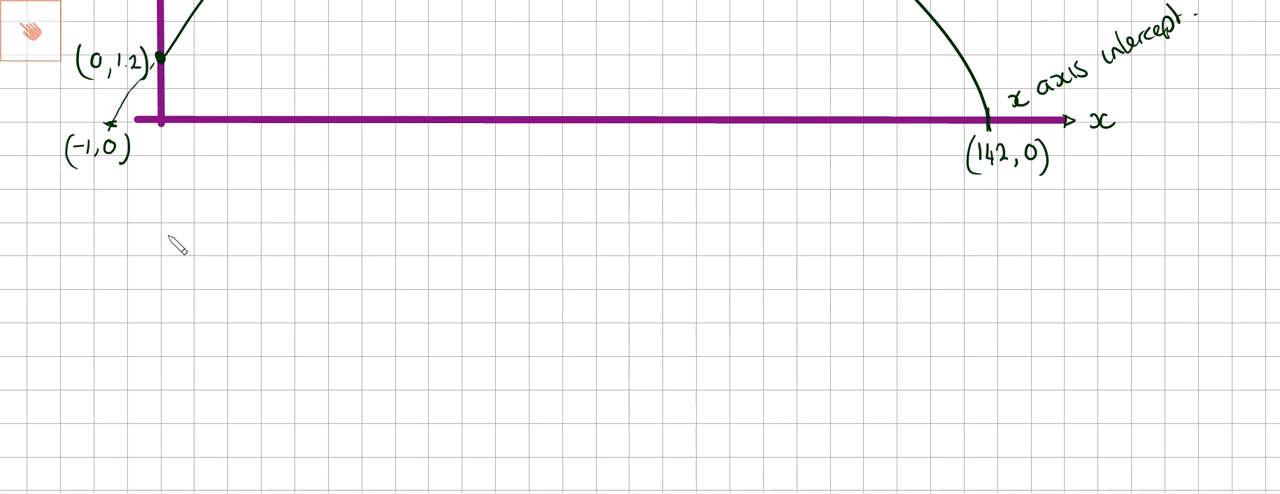 (0, 1.2)
x axis intercept.
x
(-1, 0)
(142, 0)